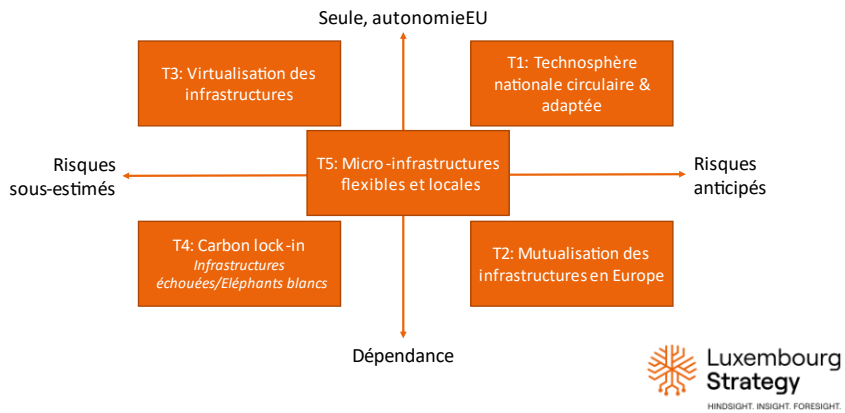 Seule, autonomieEU
T3: Virtualisation des
infrastructures
T1: Technosphère
nationale circulaire &
adaptée
Risques
sous-estimés
T5: Micro-infrastructures
flexibles et locales
Risques
anticipés
T4: Carbon lock-in
Infrastructures
échouées/Eléphants blancs
T2: Mutualisation des
infrastructures en Europe
Dépendance
Luxembourg
Strategy
HINDSIGHT. INSIGHT. FORESIGHT.